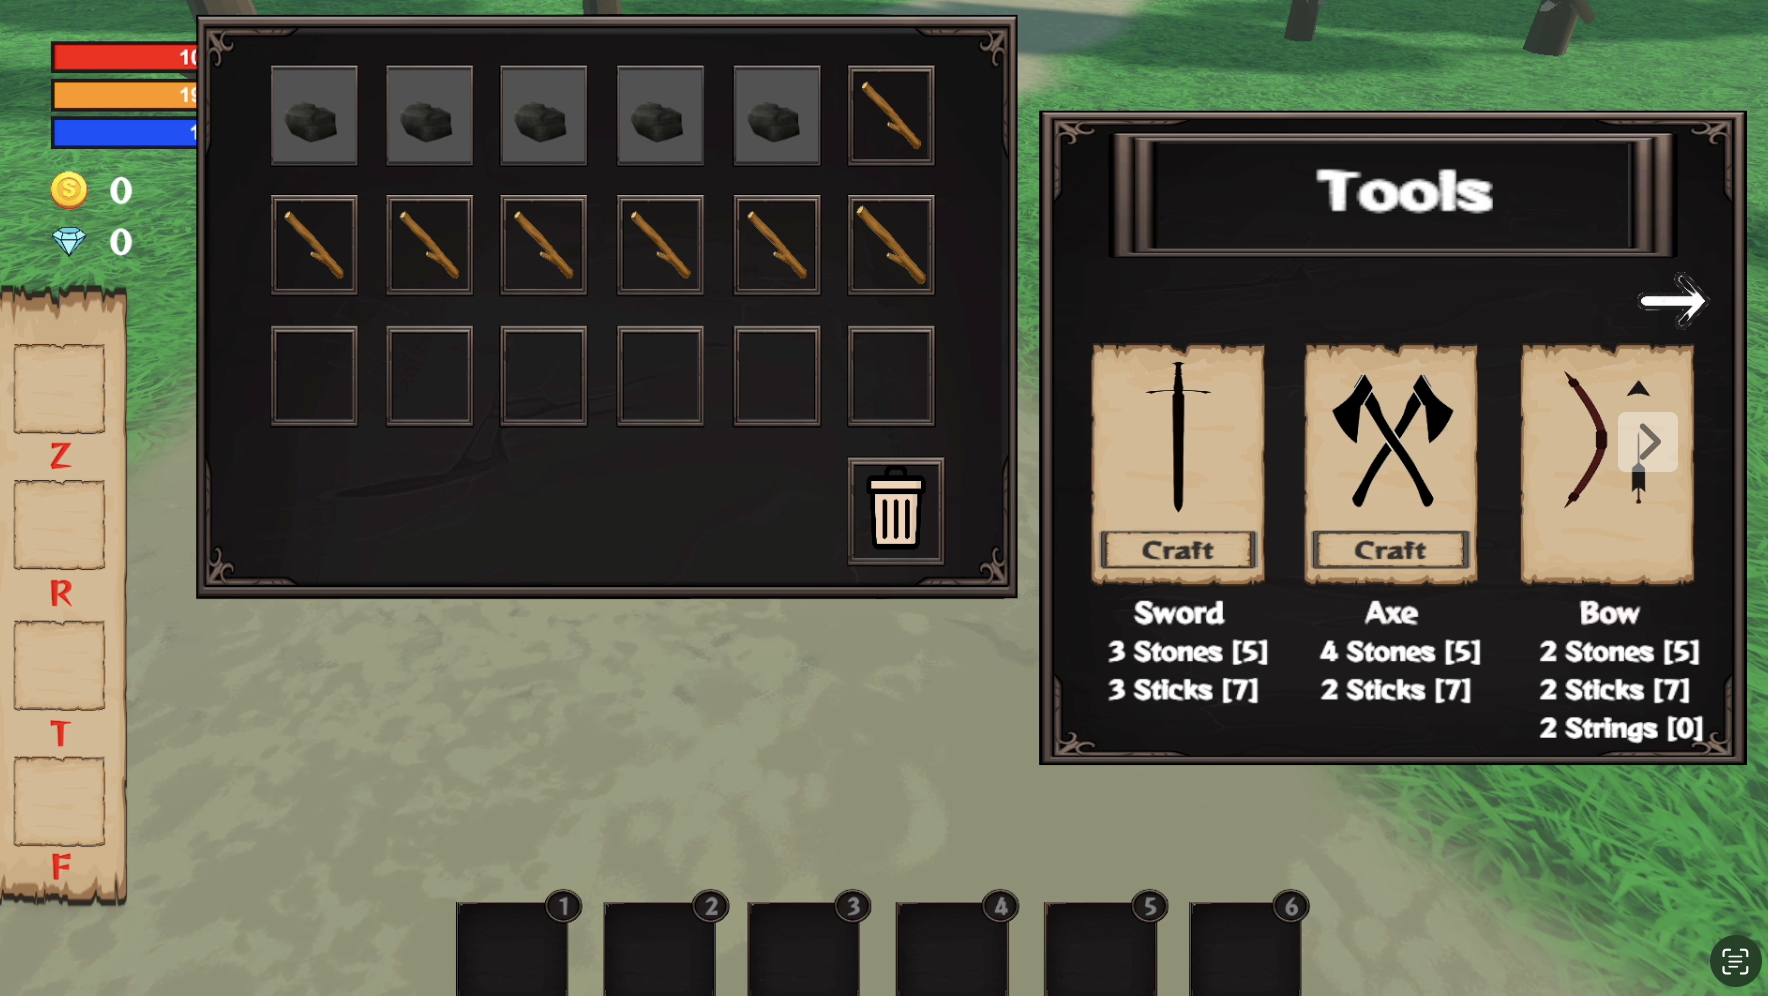 0
0
Z
R
T
F
Tools
Craft
Craft
Sword
3 Stones [5]
3 Sticks [7]
Axe
4 Stones [5]
2 Sticks [7]
Bow
2 Stones [5]
2 Sticks [7]
2 Strings [0]
1
2
3
4
5
6